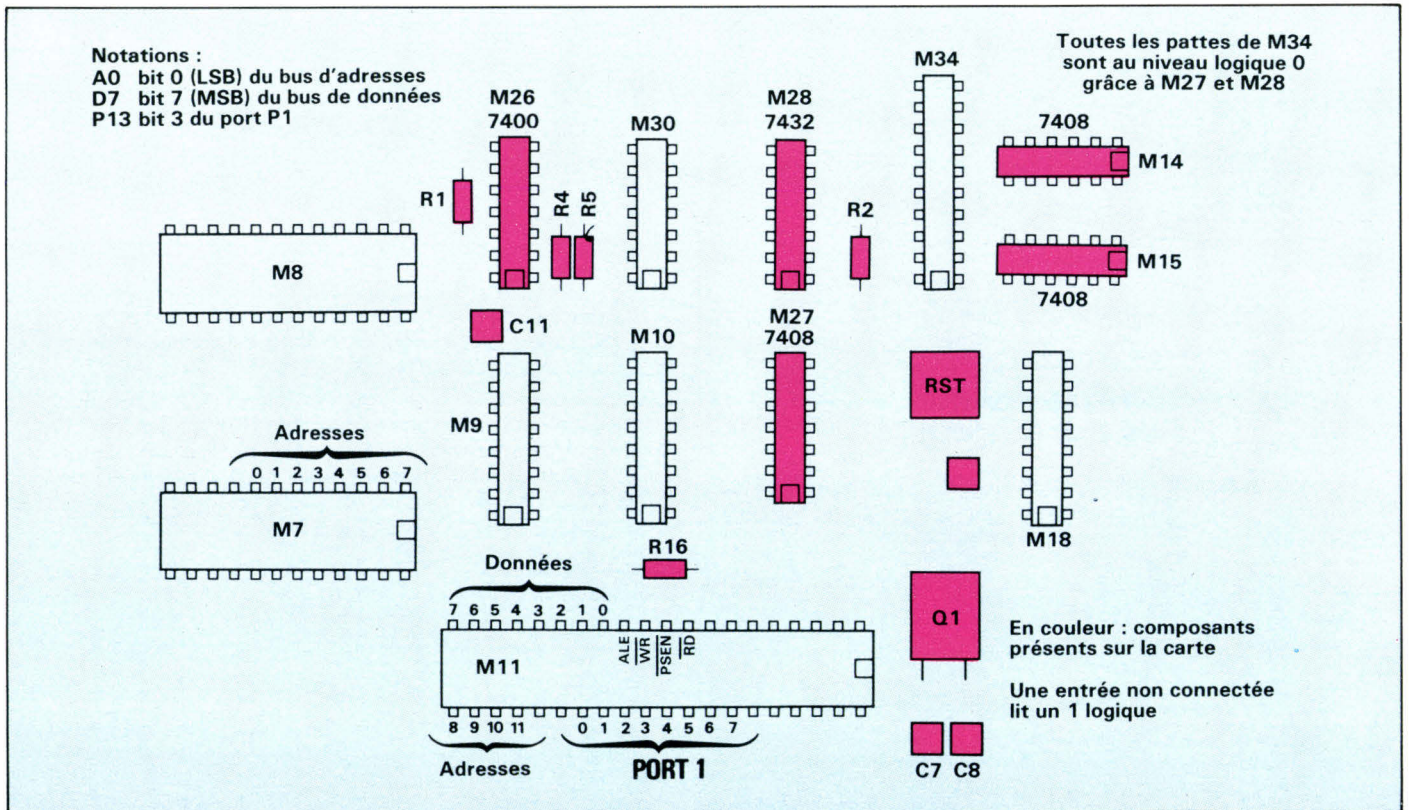 Notations :
A0 bit 0 (LSB) du bus d'adresses
D7 bit 7 (MSB) du bus de données
P13 bit 3 du port P1
Toutes les pattes de M34
sont au niveau logique 0
grâce à M27 et M28
M34
M26
7400
M30
M28
7432
7408
M14
R1
R4
R5
R2
M8
M15
7408
C11
M10
M27
7408
RST
M9
Adresses
0 1 2 3 4 5 6 7
M7
M18
R16
Données
7 6 5 4 3 2 1 0
ALE
WR
PSEN
RD
M11
Q1
En couleur : composants
présents sur la carte
Une entrée non connectée
lit un 1 logique
8 9 10 11
0 1 2 3 4 5 6 7
Adresses
PORT 1
C7 C8